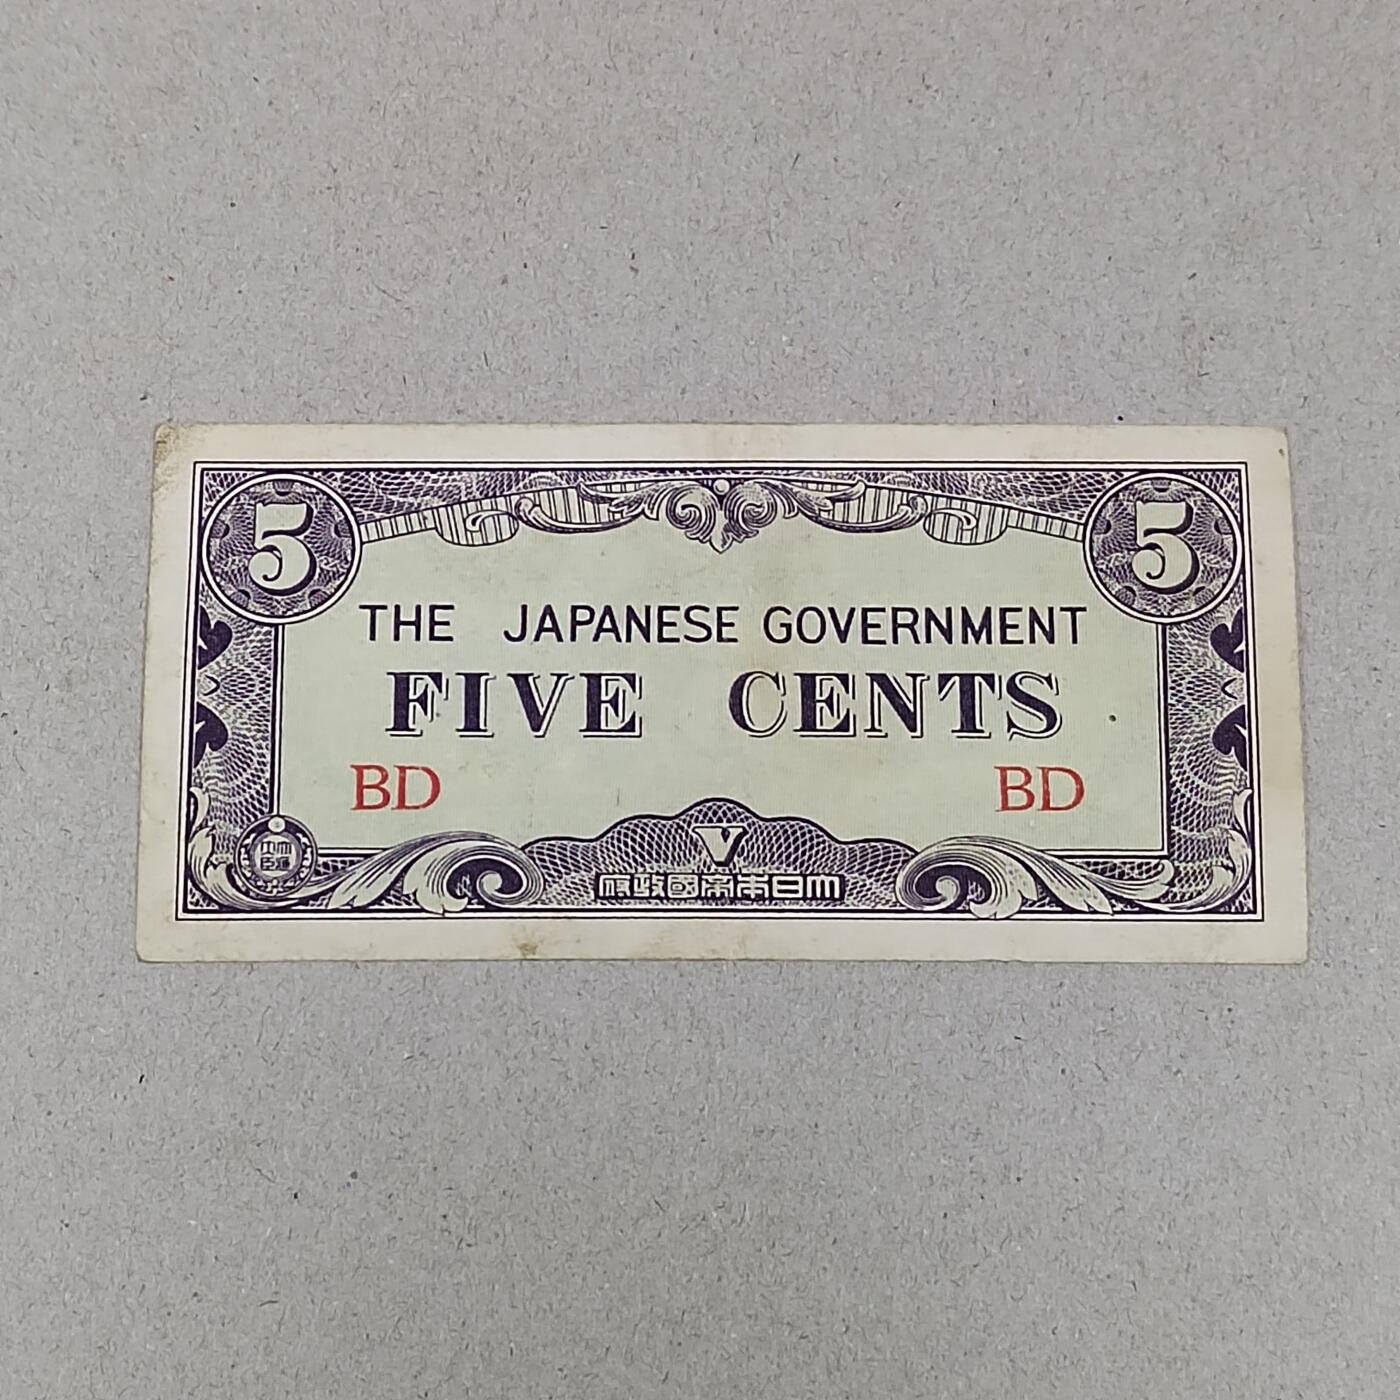 5 5
THE JAPANESE GOVERNMENT
FIVE CENTS
BD BD
V
府政國帝本日大